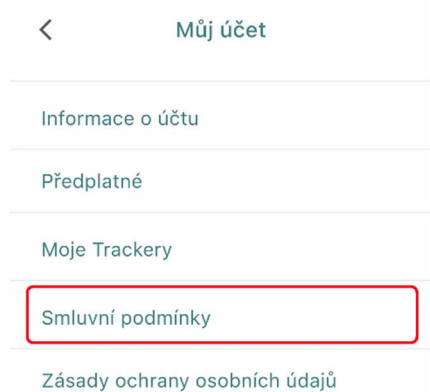 Můj účet
Informace o účtu
Předplatné
Moje Trackery
Smluvní podmínky
Zásady ochrany osobních údajů